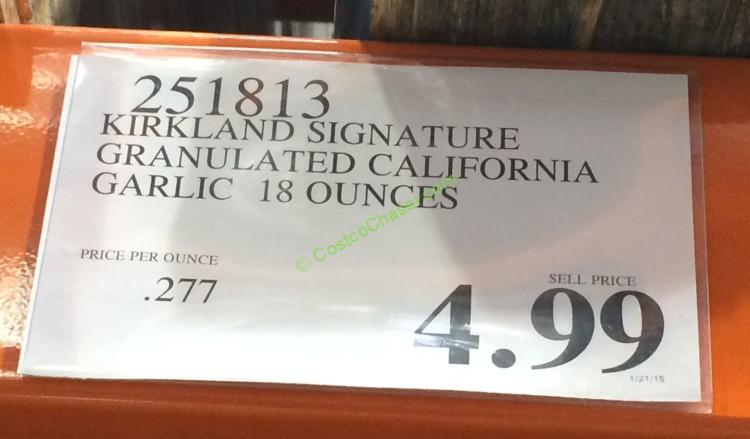 251813
KIRKLAND SIGNATURE
GRANULATED CALIFORNIA
GARLIC 18 OUNCES
© CostcoChaser.com
PRICE PER OUNCE
.277
SELL PRICE
4.99
1/21/15